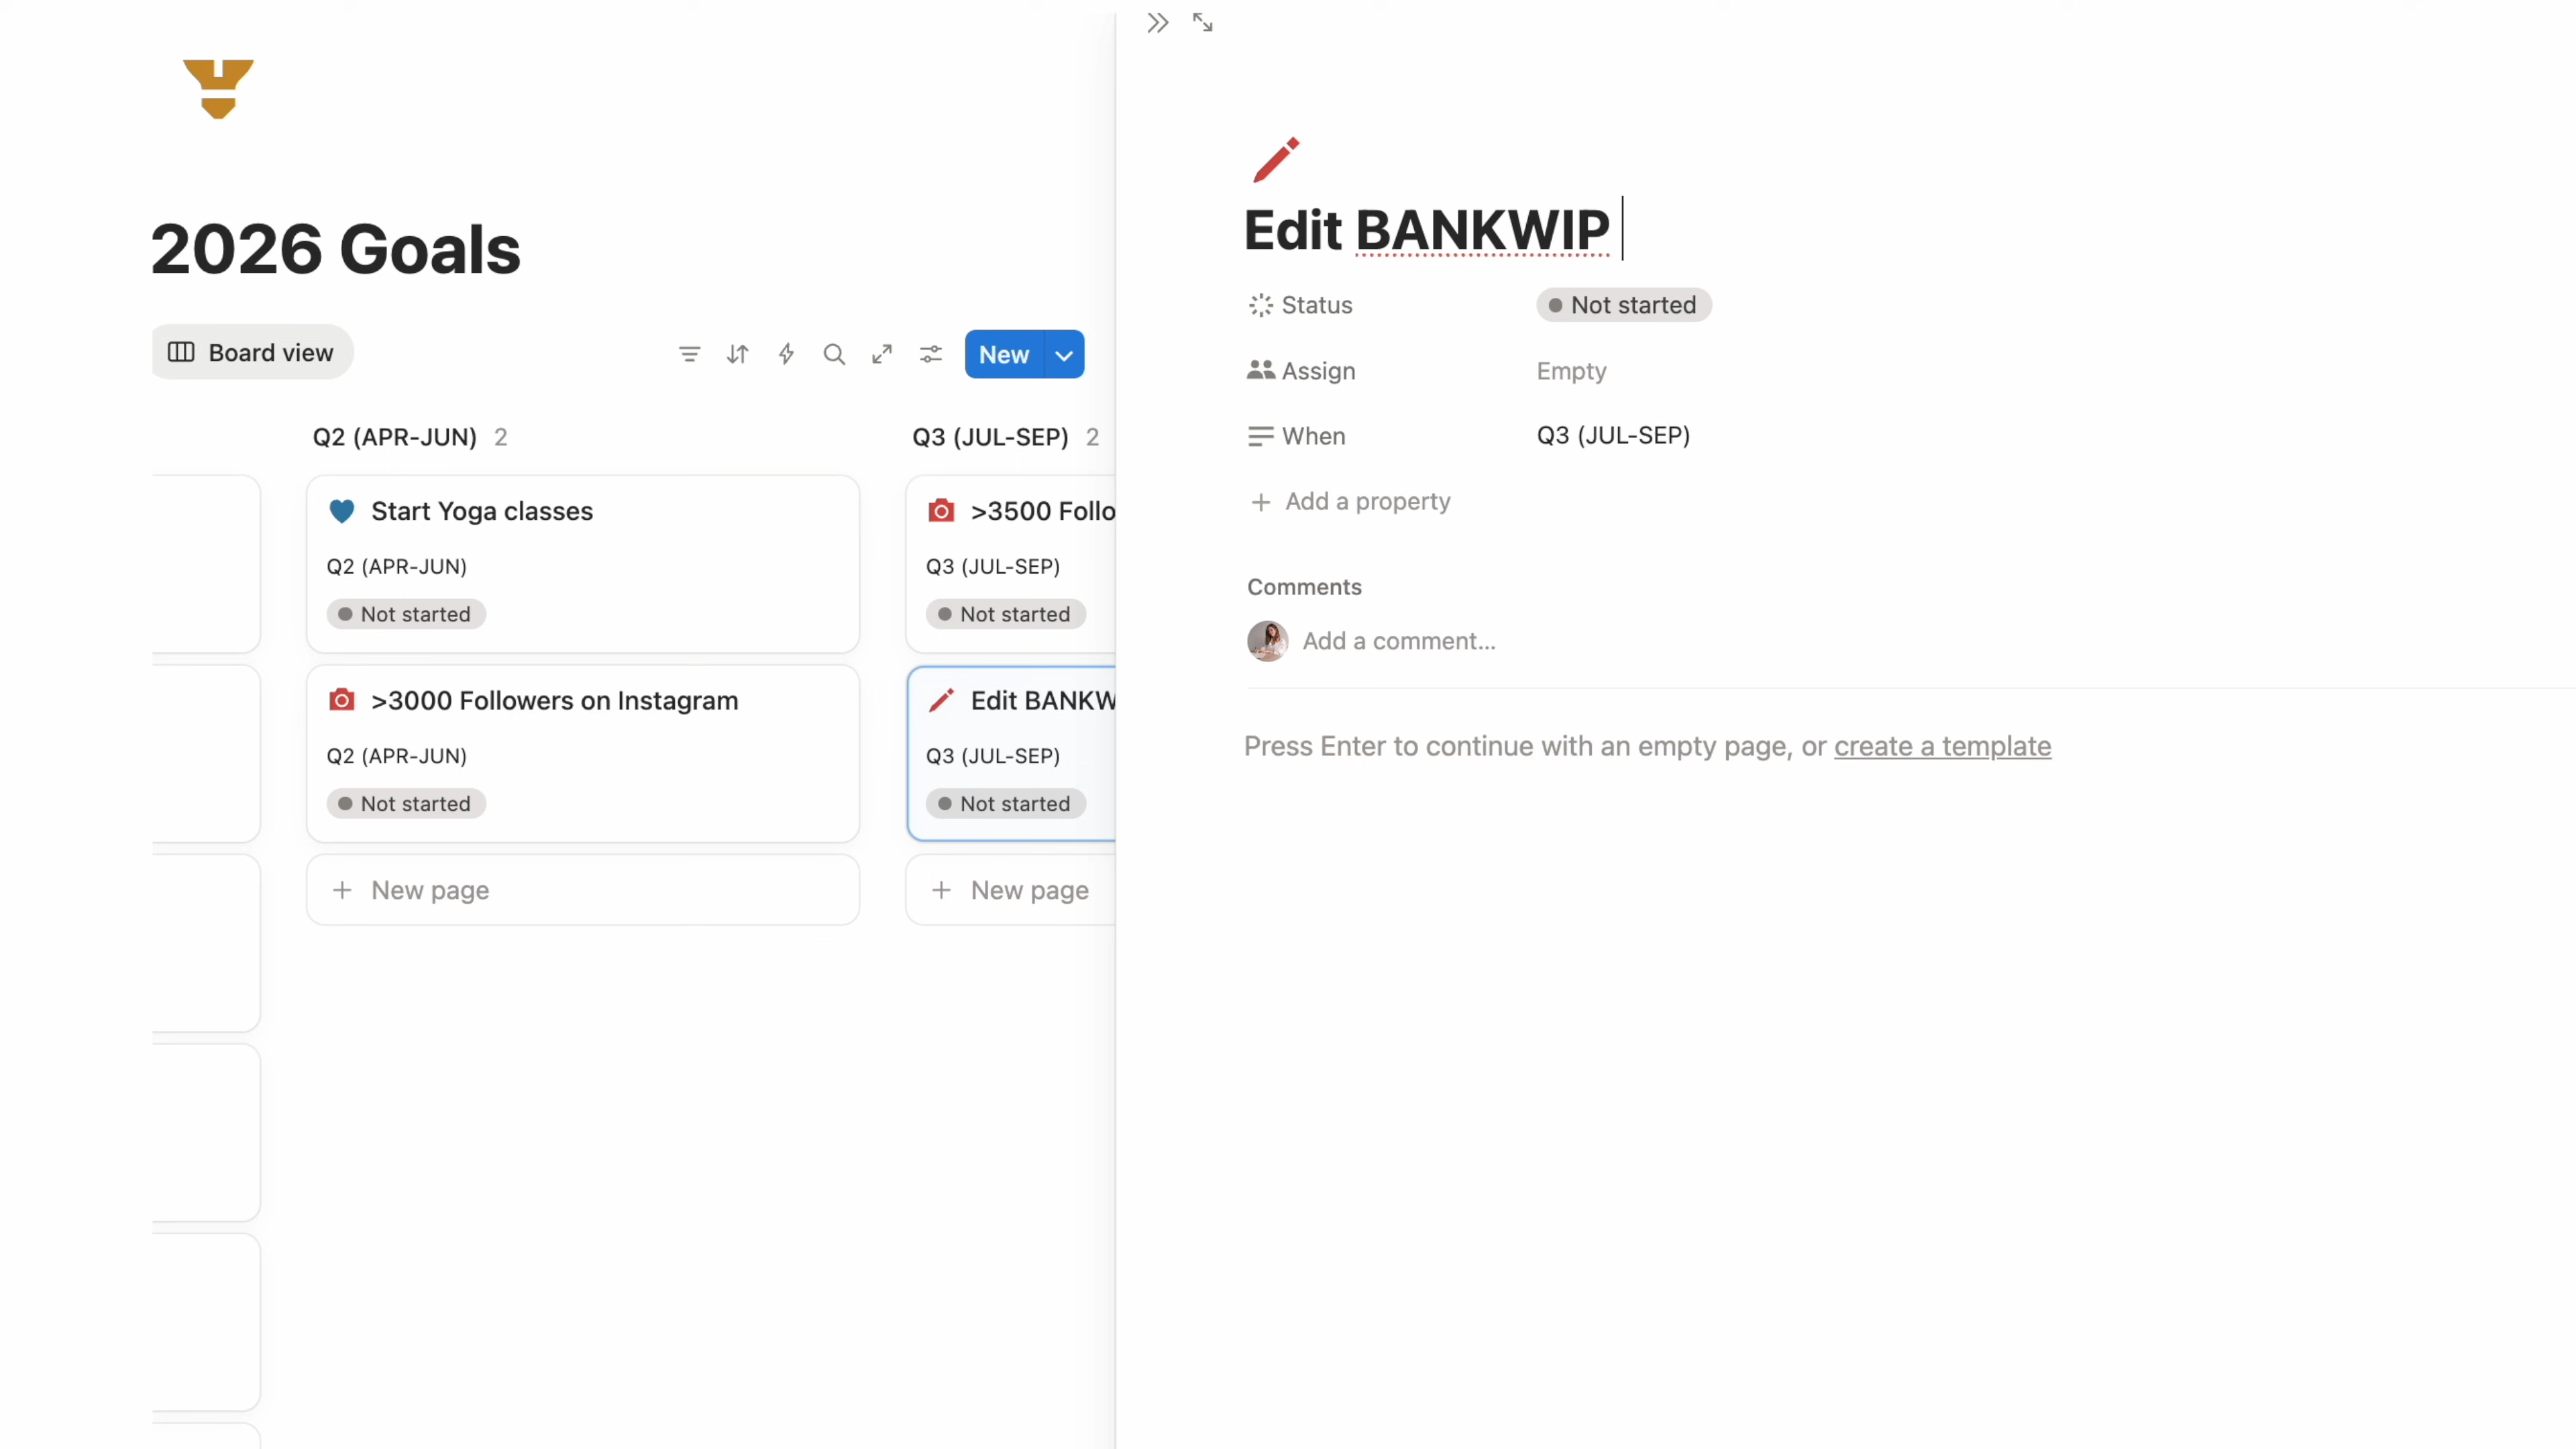 2026 Goals
Board view
New
Q2 (APR-JUN) 2
Start Yoga classes
Q2 (APR-JUN)
Not started
>3000 Followers on Instagram
Q2 (APR-JUN)
Not started
+ New page
Q3 (JUL-SEP) 2
>3500 Follo
Q3 (JUL-SEP)
Not started
Edit BANKW
Q3 (JUL-SEP)
Not started
+ New page
Edit BANKWIP
Status Not started
Assign Empty
When Q3 (JUL-SEP)
+ Add a property
Comments
Add a comment...
Press Enter to continue with an empty page, or create a template